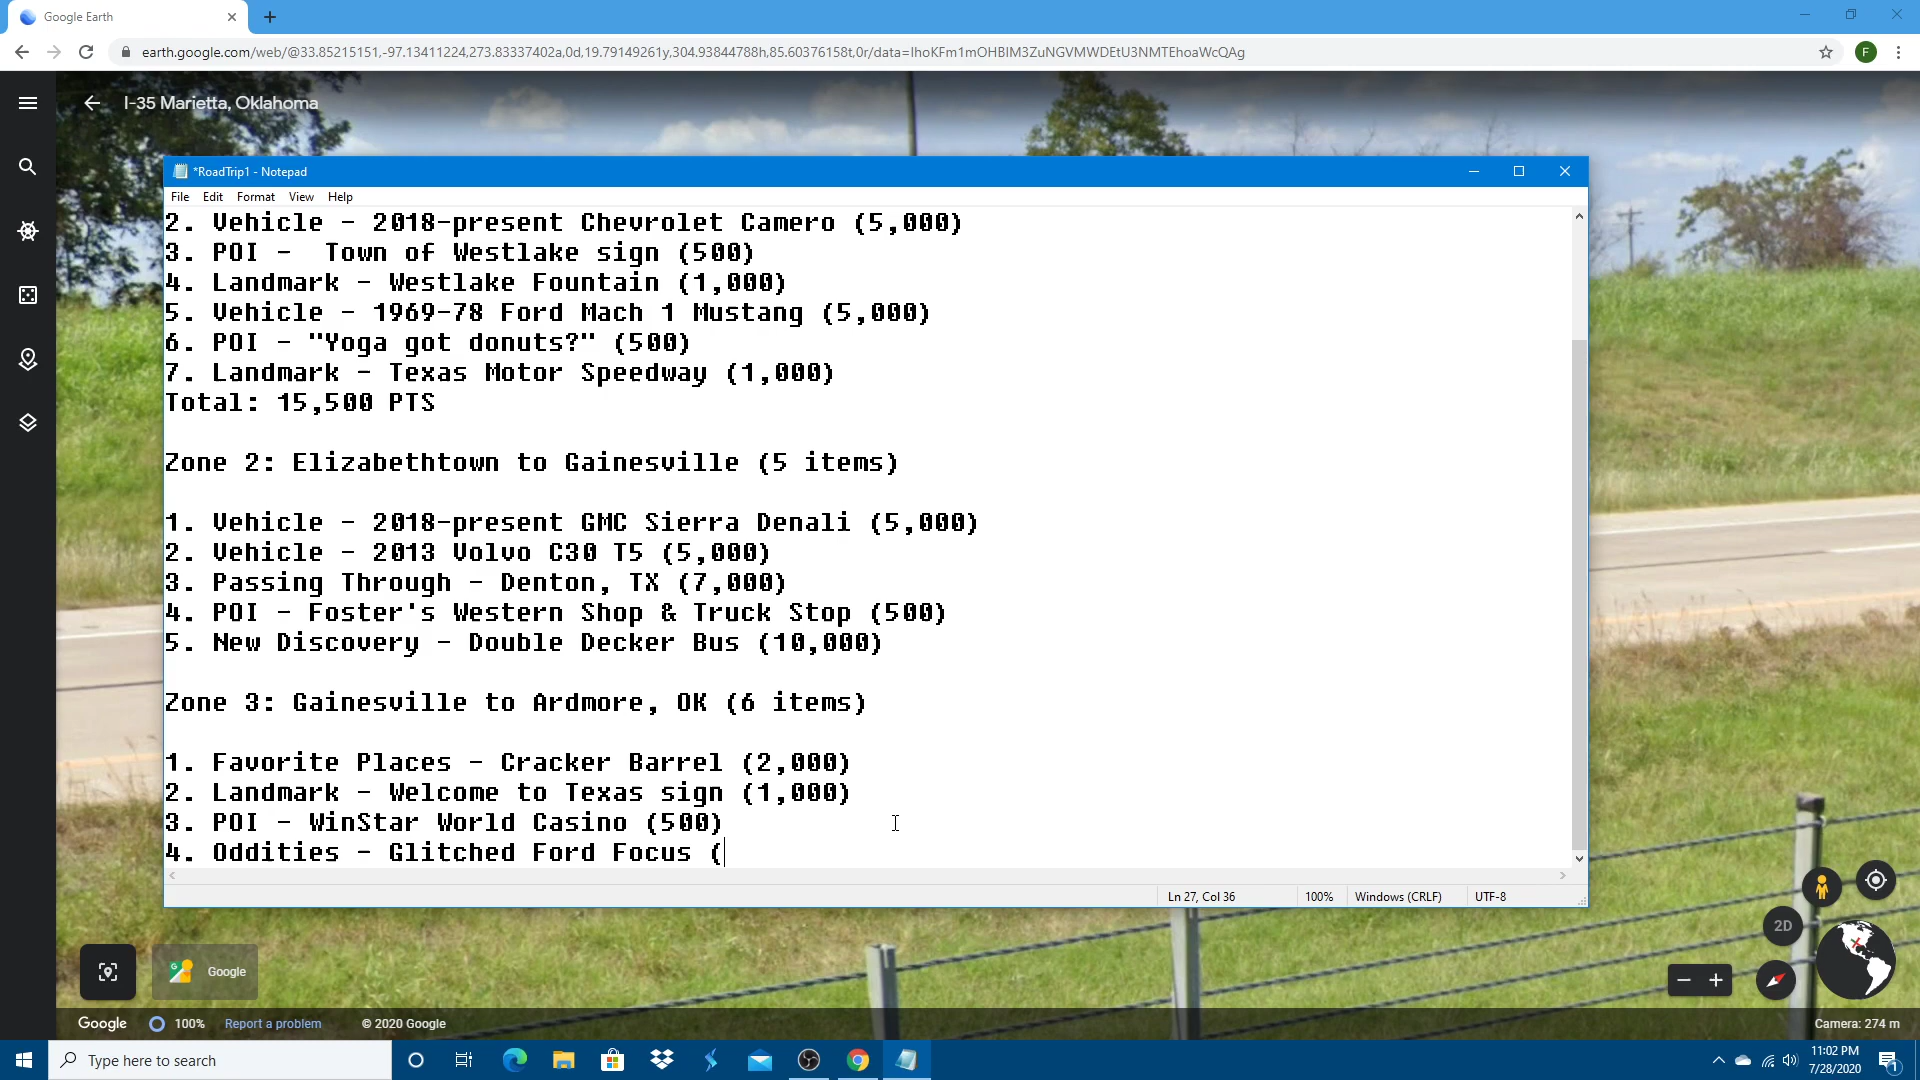 Google Earth
earth.google.com/web/@33.85215151,-97.13411224,273.83337402a,0d,19.79149261y,304.93844788h,85.60376158t,0r/data=IhoKFm1mOHBIM3ZuNGVMWDEtU3NMTEhoaWcQAg
F
I-35 Marietta, Oklahoma
*RoadTrip1 - Notepad
File Edit Format View Help
2. Vehicle - 2018-present Chevrolet Camero (5,000)
3. POI -  Town of Westlake sign (500)
4. Landmark - Westlake Fountain (1,000)
5. Vehicle - 1969-78 Ford Mach 1 Mustang (5,000)
6. POI - "Yoga got donuts?" (500)
7. Landmark - Texas Motor Speedway (1,000)
Total: 15,500 PTS
Zone 2: Elizabethtown to Gainesville (5 items)
1. Vehicle - 2018-present GMC Sierra Denali (5,000)
2. Vehicle - 2013 Volvo C30 T5 (5,000)
3. Passing Through - Denton, TX (7,000)
4. POI - Foster's Western Shop & Truck Stop (500)
5. New Discovery - Double Decker Bus (10,000)
Zone 3: Gainesville to Ardmore, OK (6 items)
1. Favorite Places - Cracker Barrel (2,000)
2. Landmark - Welcome to Texas sign (1,000)
3. POI - WinStar World Casino (500)
4. Oddities - Glitched Ford Focus (
Ln 27, Col 36 100% Windows (CRLF) UTF-8
2D
Google
Google 100% Report a problem © 2020 Google Camera: 274 m
Type here to search
11:02 PM
7/28/2020
1